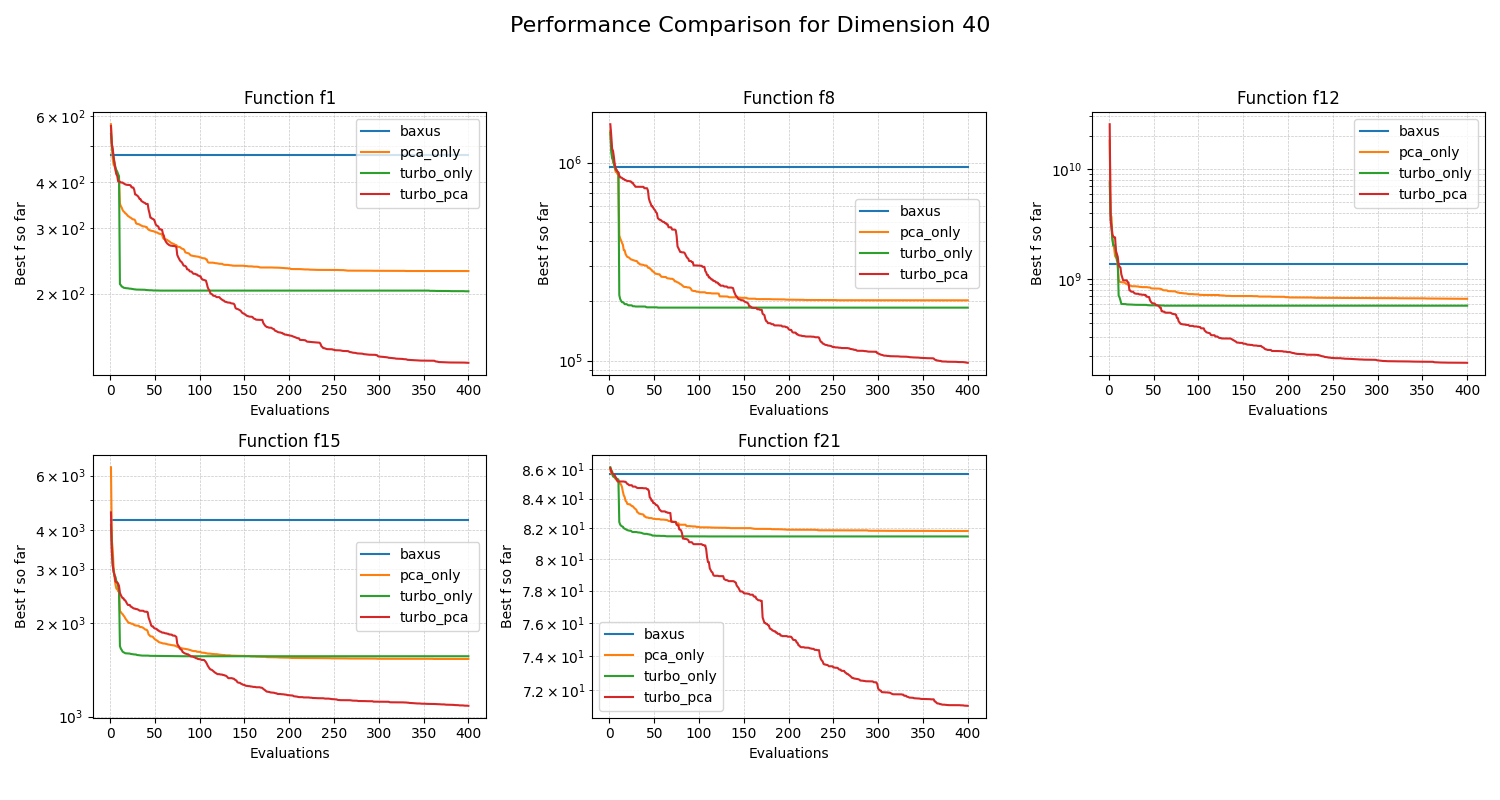 Performance Comparison for Dimension 40
Function f1
6 × 10²
4 × 10²
3 × 10²
2 × 10²
Best f so far
baxus
pca_only
turbo_only
turbo_pca
0 50 100 150 200 250 300 350 400
Evaluations
Function f8
10⁶
10⁵
Best f so far
baxus
pca_only
turbo_only
turbo_pca
0 50 100 150 200 250 300 350 400
Evaluations
Function f12
10¹⁰
10⁹
Best f so far
baxus
pca_only
turbo_only
turbo_pca
0 50 100 150 200 250 300 350 400
Evaluations
Function f15
6 × 10³
4 × 10³
3 × 10³
2 × 10³
10³
Best f so far
baxus
pca_only
turbo_only
turbo_pca
0 50 100 150 200 250 300 350 400
Evaluations
Function f21
8.6 × 10¹
8.4 × 10¹
8.2 × 10¹
8 × 10¹
7.8 × 10¹
7.6 × 10¹
7.4 × 10¹
7.2 × 10¹
Best f so far
baxus
pca_only
turbo_only
turbo_pca
0 50 100 150 200 250 300 350 400
Evaluations